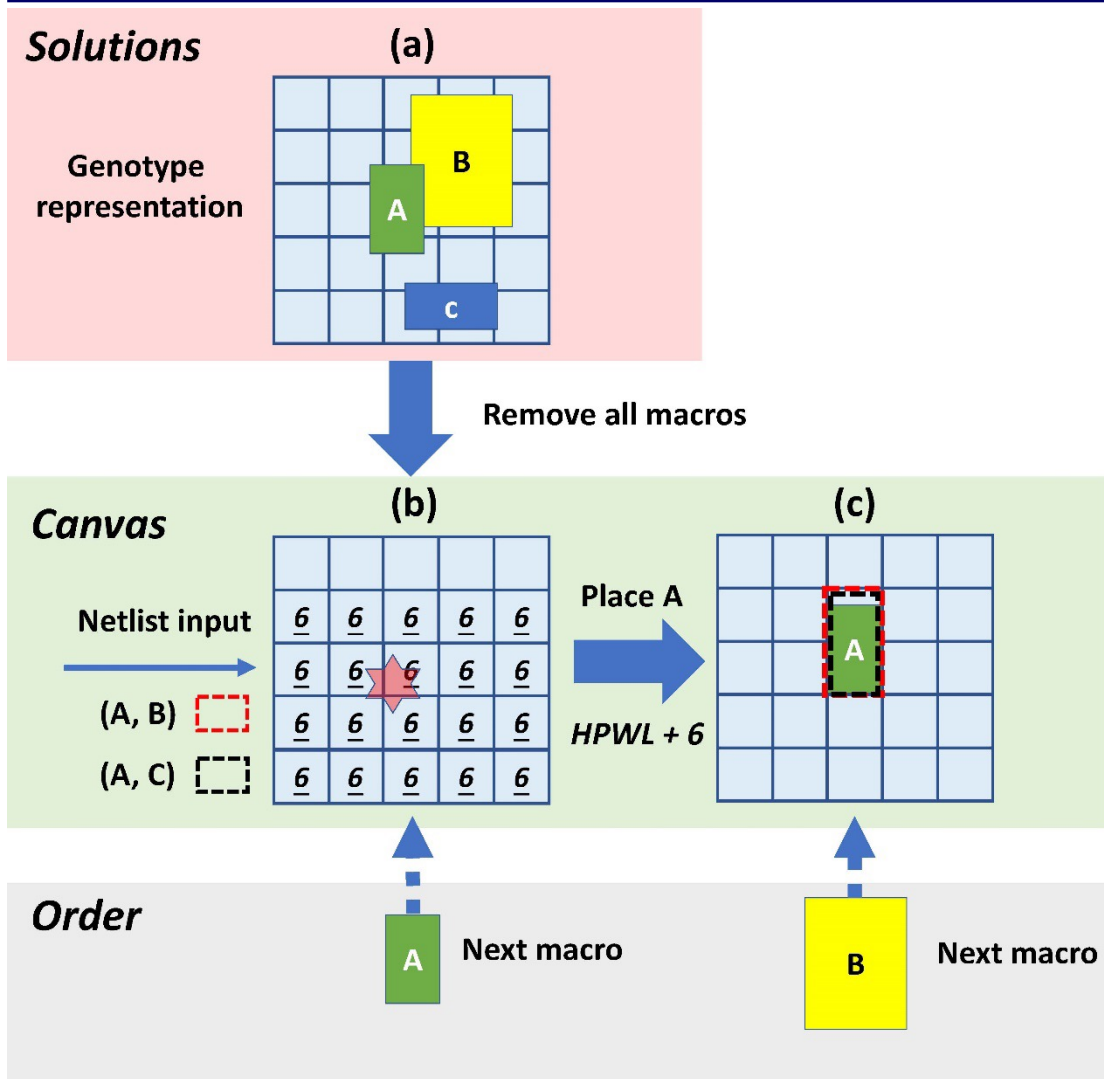 Solutions
(a)
Genotype
representation
B
A
c
Remove all macros
Canvas
(b)
(c)
Netlist input
(A, B)
(A, C)
6 6 6 6 6
6 6 6 6 6
6 6 6 6 6
6 6 6 6 6
Place A
HPWL + 6
A
Order
A
Next macro
B
Next macro